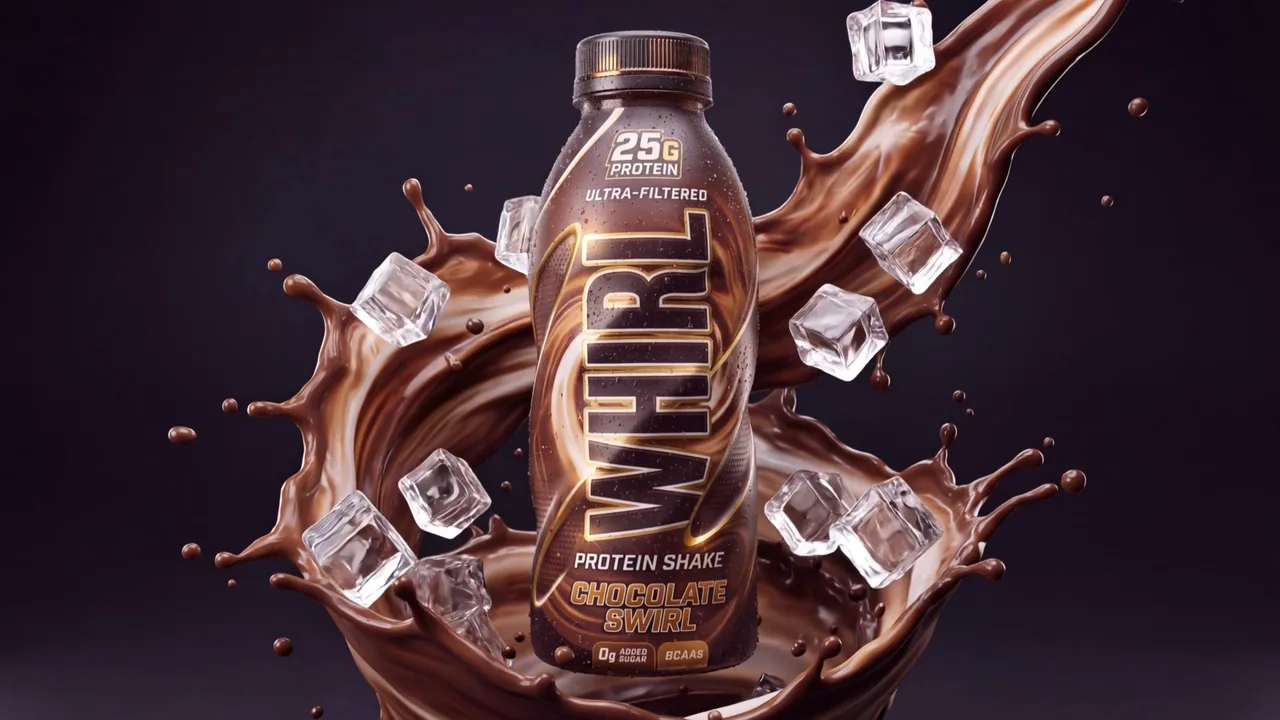 25G
PROTEIN
ULTRA-FILTERED
WHIRL
PROTEIN SHAKE
CHOCOLATE
SWIRL
0g ADDED SUGAR
BCAAS